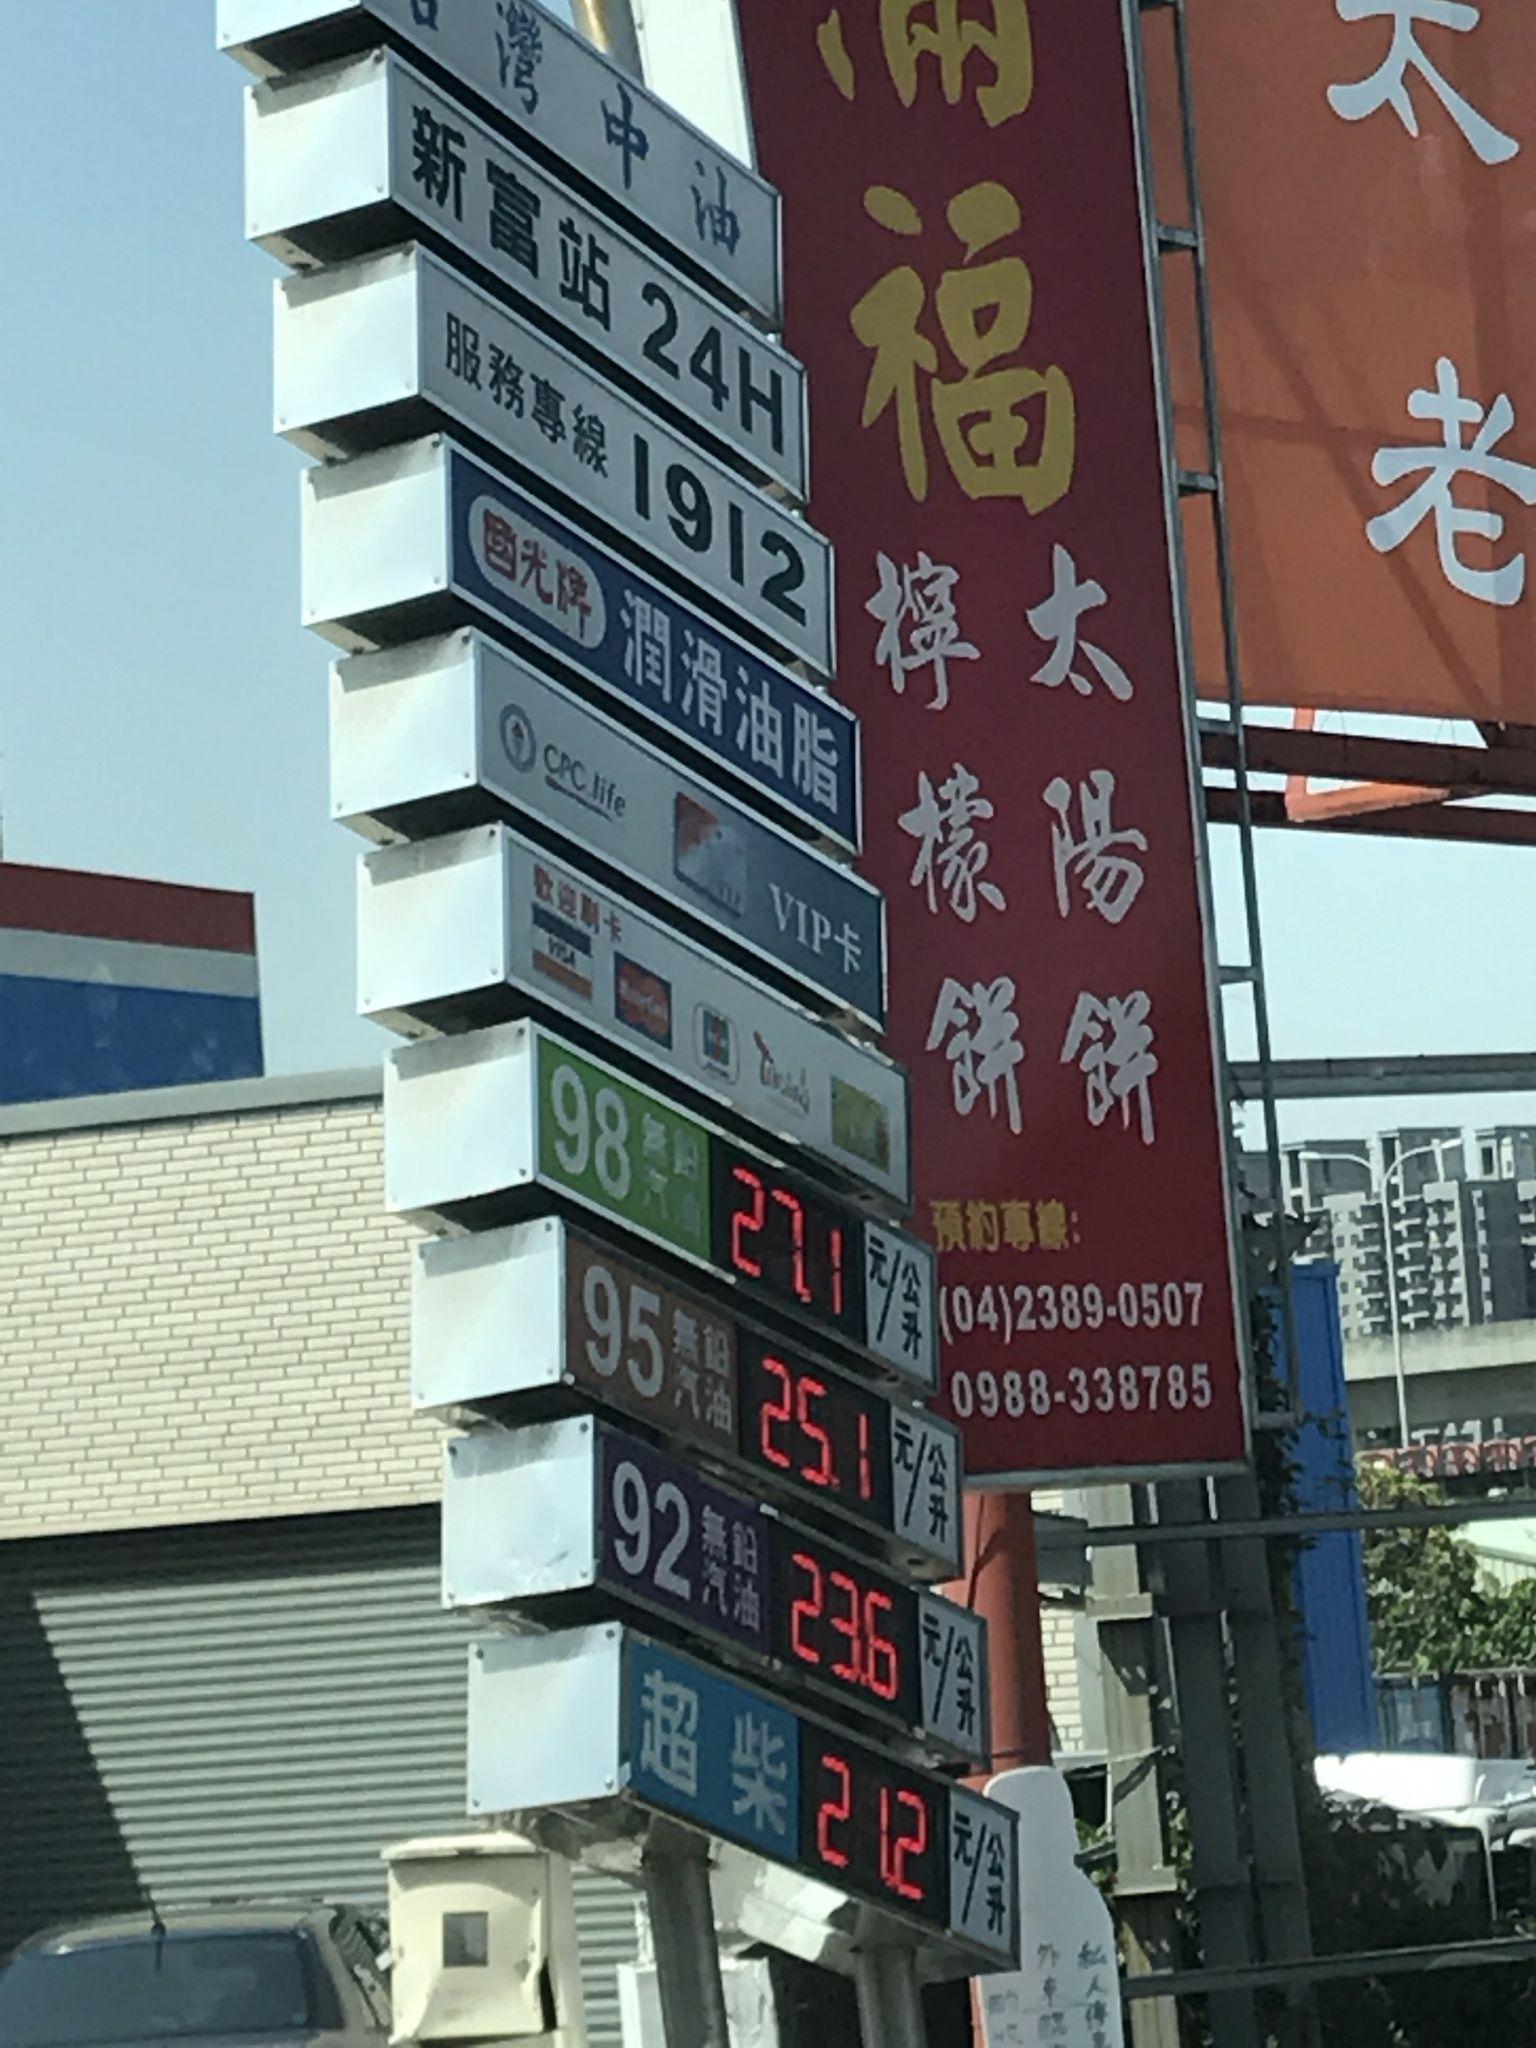 台灣中油
新富站 24H
服務專線 1912
國光牌 潤滑油脂
CPC life VIP卡
歡迎刷卡
VISA MasterCard
98 無鉛汽油 27.1 元/公升
95 無鉛汽油 25.1 元/公升
92 無鉛汽油 23.6 元/公升
超柴 21.2 元/公升
滿福
太陽餅
檸檬餅
預約專線:
(04)2389-0507
0988-338785
太
老